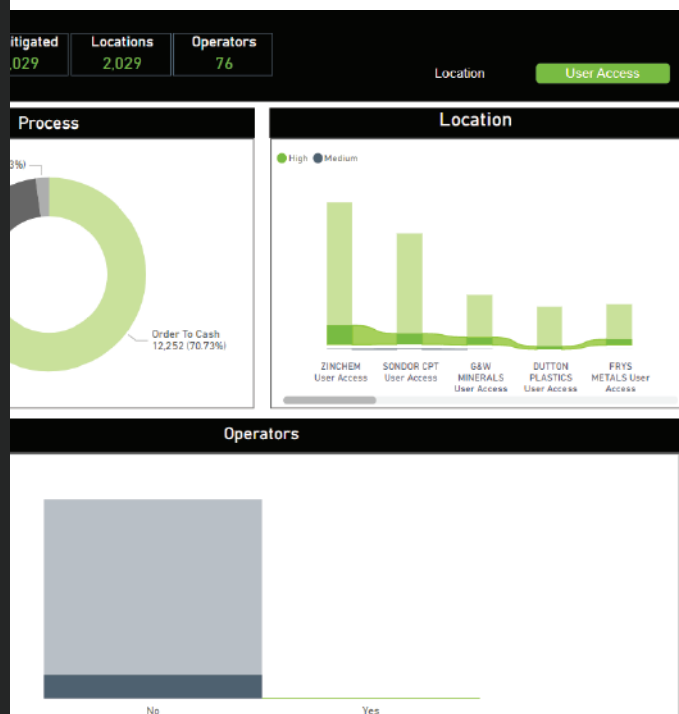 itigated Locations Operators
,029 2,029 76
Location User Access
Process
Location
3%)
High Medium
Order To Cash
12,252 (70.73%)
ZINCHEM
User Access
SONDOR CPT
User Access
G&W
MINERALS
User Access
DUTTON
PLASTICS
User Access
FRYS
METALS User
Access
Operators
No Yes